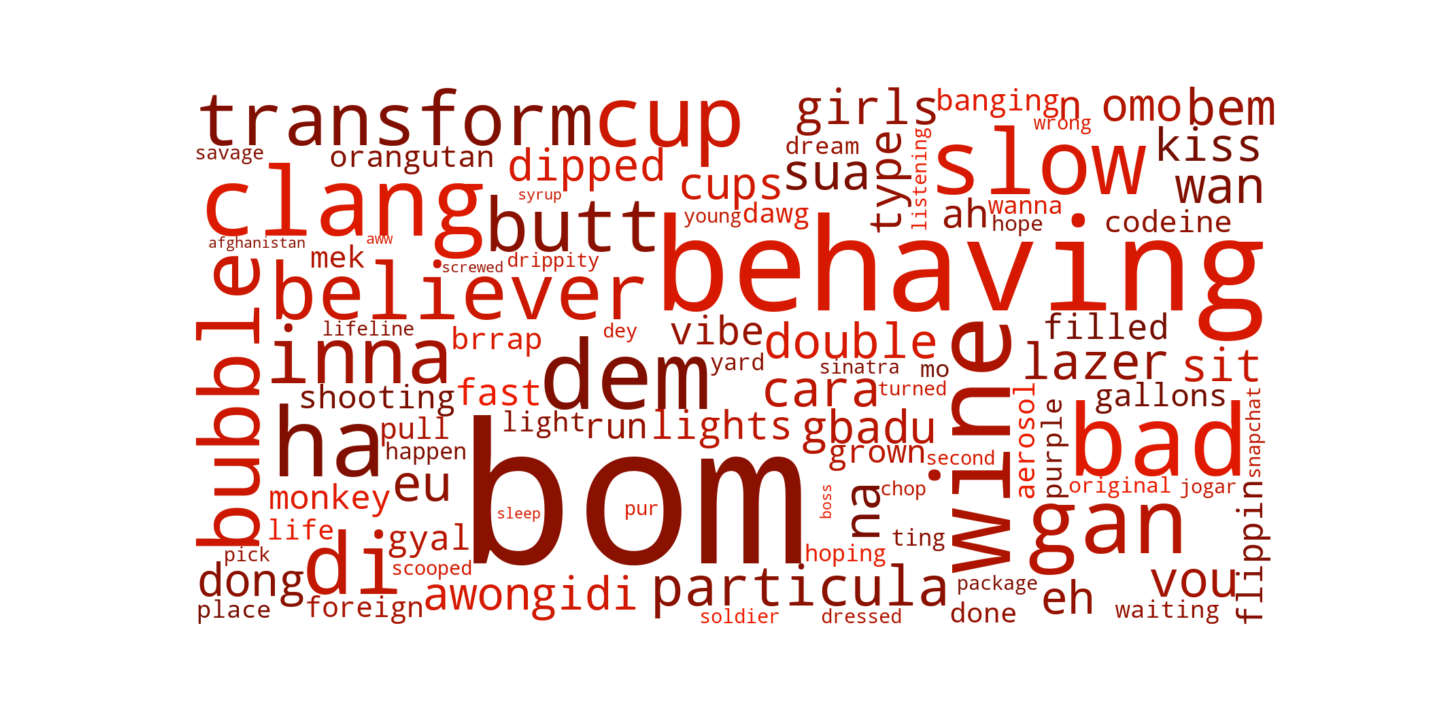 transform
cup
girls
banging
n
omo
bem
savage
orangutan
dipped
dream
wrong
kiss
clang
syrup
cups
sua
type
listening
slow
wan
butt
young
dawg
ah
wanna
hope
codeine
afghanistan
aww
mek
screwed
drippity
behaving
bubble
believer
lifeline
brrap
dey
vibe
double
wine
filled
inna
dem
yard
sinatra
mo
lazer
sit
shooting
fast
cara
turned
gallons
ha
pull
light
run
lights
gbadu
aerosol
purple
bad
snapchat
happen
bom
grown
second
monkey
eu
sleep
pur
boss
na
chop
original
jogar
life
di
gyal
hoping
ting
gan
flippin
pick
dong
scooped
particula
package
vou
place
foreign
awongidi
soldier
dressed
done
eh
waiting